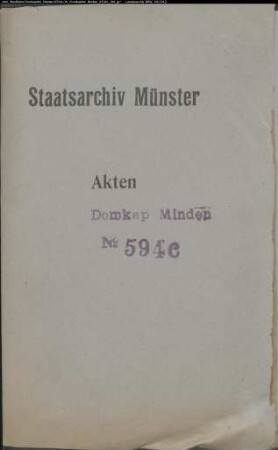 Staatsarchiv Münster
Akten
Domkap Minden
№ 594c